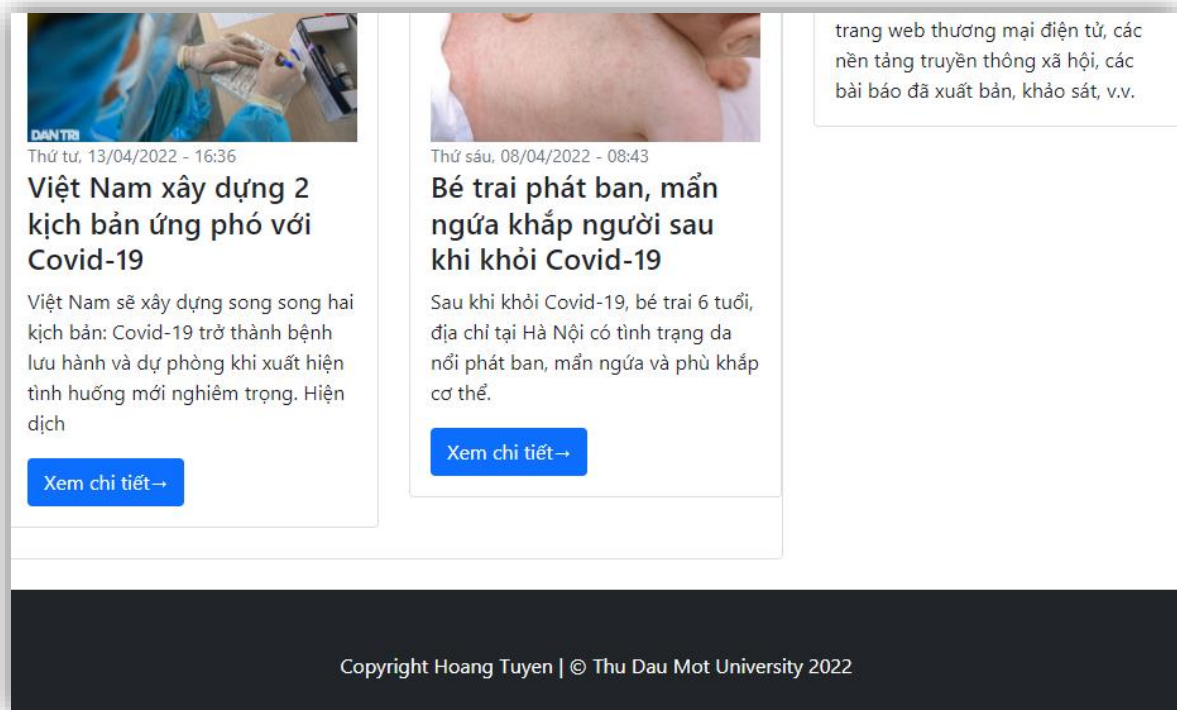 DAN TRI
Thứ tư, 13/04/2022 - 16:36
Việt Nam xây dựng 2
kịch bản ứng phó với
Covid-19
Việt Nam sẽ xây dựng song song hai
kịch bản: Covid-19 trở thành bệnh
lưu hành và dự phòng khi xuất hiện
tình huống mới nghiêm trọng. Hiện
dịch
Xem chi tiết→
Thứ sáu, 08/04/2022 - 08:43
Bé trai phát ban, mẩn
ngứa khắp người sau
khi khỏi Covid-19
Sau khi khỏi Covid-19, bé trai 6 tuổi,
địa chỉ tại Hà Nội có tình trạng da
nổi phát ban, mẩn ngứa và phù khắp
cơ thể.
Xem chi tiết→
trang web thương mại điện tử, các
nền tảng truyền thông xã hội, các
bài báo đã xuất bản, khảo sát, v.v.
Copyright Hoang Tuyen | © Thu Dau Mot University 2022